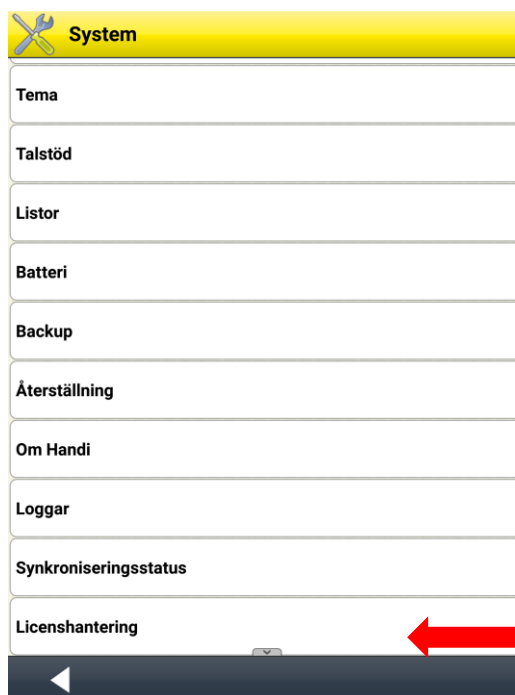 System
Tema
Talstöd
Listor
Batteri
Backup
Återställning
Om Handi
Loggar
Synkroniseringsstatus
Licenshantering